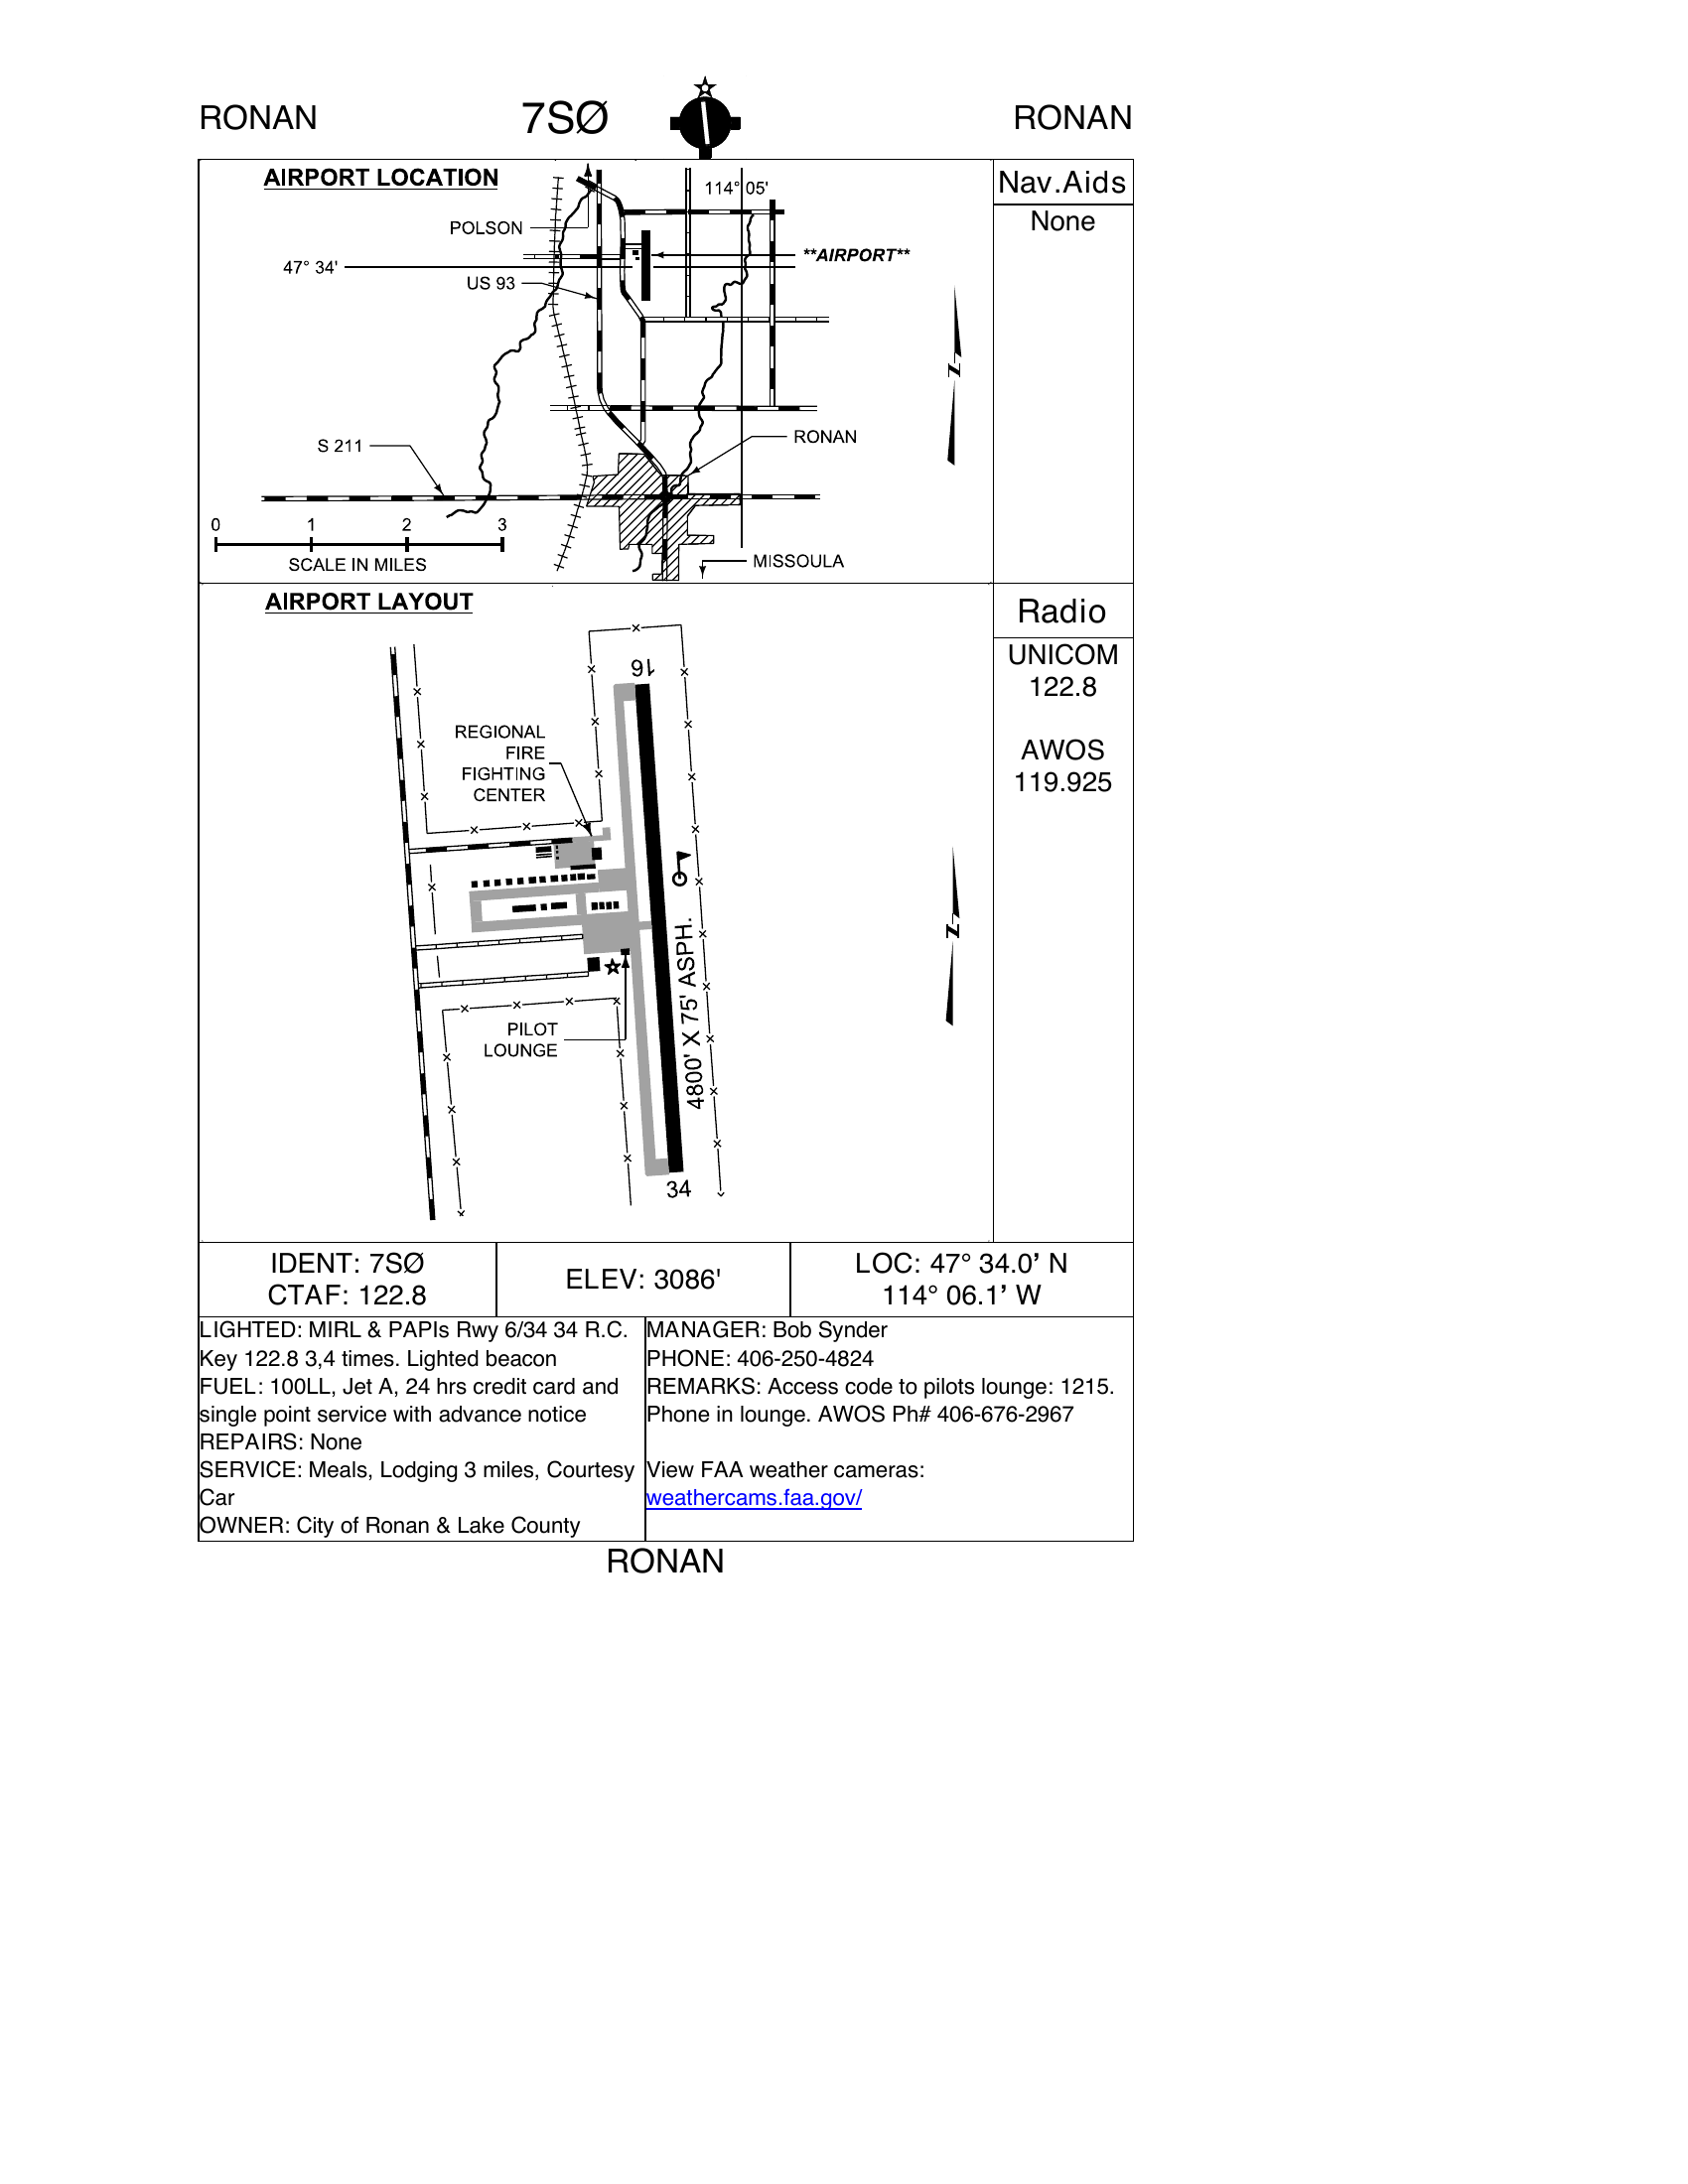 RONAN 7SØ RONAN
AIRPORT LOCATION
114° 05'
Nav.Aids
None
POLSON
**AIRPORT**
47° 34'
US 93
N
RONAN
S 211
0 1 2 3
SCALE IN MILES
MISSOULA
AIRPORT LAYOUT
Radio
UNICOM
122.8
AWOS
119.925
16
REGIONAL
FIRE
FIGHTING
CENTER
N
4800' X 75' ASPH.
PILOT
LOUNGE
34
IDENT: 7SØ
CTAF: 122.8
ELEV: 3086'
LOC: 47° 34.0’ N
114° 06.1’ W
LIGHTED: MIRL & PAPIs Rwy 6/34 34 R.C.
Key 122.8 3,4 times. Lighted beacon
FUEL: 100LL, Jet A, 24 hrs credit card and
single point service with advance notice
REPAIRS: None
SERVICE: Meals, Lodging 3 miles, Courtesy
Car
OWNER: City of Ronan & Lake County
MANAGER: Bob Synder
PHONE: 406-250-4824
REMARKS: Access code to pilots lounge: 1215.
Phone in lounge. AWOS Ph# 406-676-2967
View FAA weather cameras:
weathercams.faa.gov/
RONAN